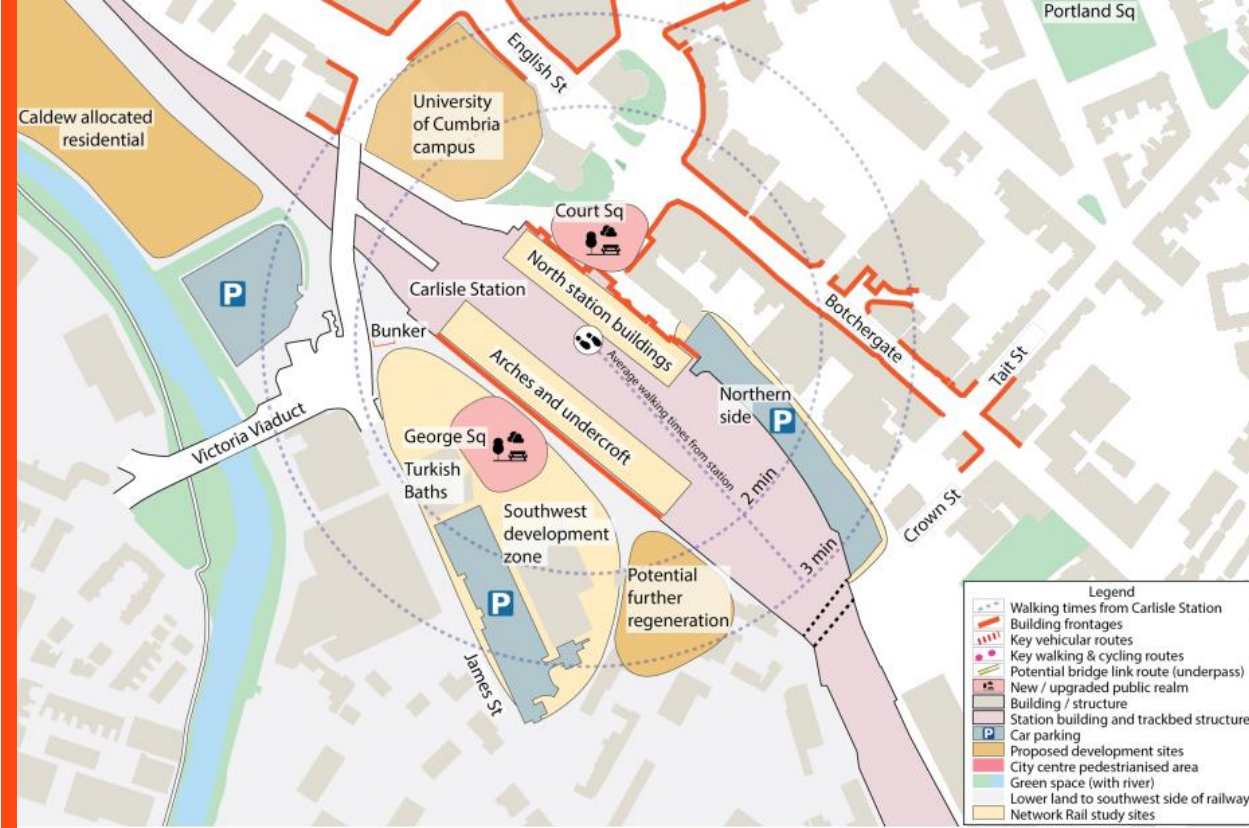 Portland Sq
English St
Caldew allocated
residential
University
of Cumbria
campus
Court Sq
North station buildings
Carlisle Station
Bunker
Botchergate
Tait St
P
Arches and undercroft
Average walking times from station
Northern
side
P
Victoria Viaduct
George Sq
Turkish
Baths
2 min
Crown St
Southwest
development
zone
3 min
Potential
further
regeneration
P
James St
Legend
Walking times from Carlisle Station
Building frontages
Key vehicular routes
Key walking & cycling routes
Potential bridge link route (underpass)
New / upgraded public realm
Building / structure
Station building and trackbed structure
P Car parking
Proposed development sites
City centre pedestrianised area
Green space (with river)
Lower land to southwest side of railway
Network Rail study sites